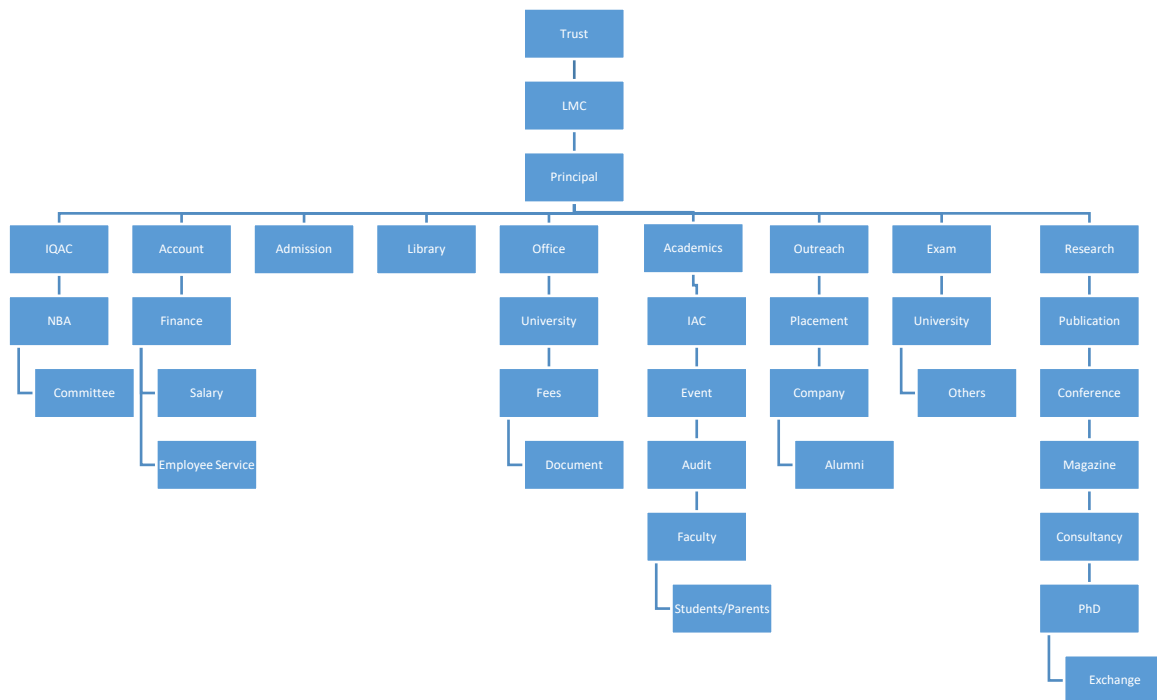 Trust
LMC
Principal
IQAC
Account
Admission
Library
Office
Academics
Outreach
Exam
Research
NBA
Finance
University
IAC
Placement
University
Publication
Committee
Salary
Fees
Event
Company
Others
Conference
Employee Service
Document
Audit
Alumni
Magazine
Faculty
Consultancy
Students/Parents
PhD
Exchange